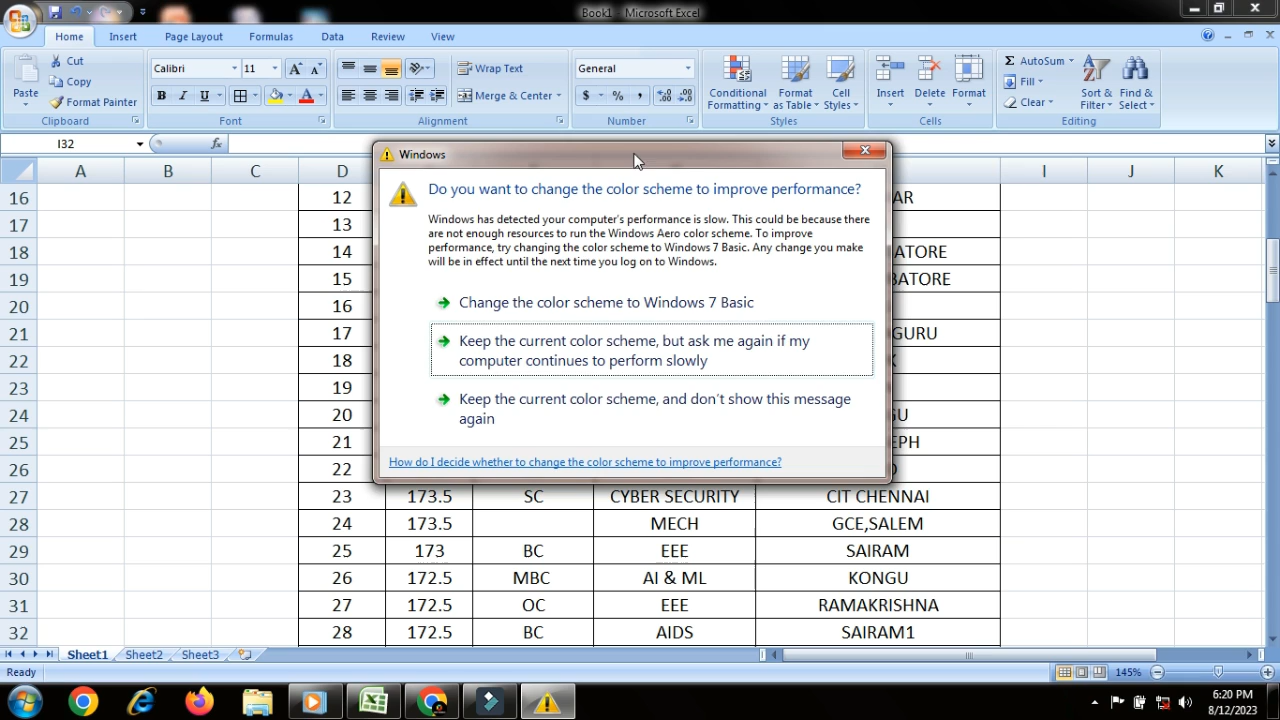 Book1 - Microsoft Excel
Home Insert Page Layout Formulas Data Review View
Paste Cut Copy Format Painter Clipboard
Calibri 11 B I U Font
Wrap Text Merge & Center Alignment
General $ % , Number
Conditional Formatting Format as Table Cell Styles Styles
Insert Delete Format Cells
AutoSum Fill Clear Sort & Filter Find & Select Editing
I32 fx
A B C D I J K
16 12 AR
17 13
18 14 ATORE
19 15 BATORE
20 16
21 17 GURU
22 18
23 19
24 20 GU
25 21 EPH
26 22
27 23 173.5 SC CYBER SECURITY CIT CHENNAI
28 24 173.5 MECH GCE,SALEM
29 25 173 BC EEE SAIRAM
30 26 172.5 MBC AI & ML KONGU
31 27 172.5 OC EEE RAMAKRISHNA
32 28 172.5 BC AIDS SAIRAM1
Windows
Do you want to change the color scheme to improve performance?
Windows has detected your computer's performance is slow. This could be because there
are not enough resources to run the Windows Aero color scheme. To improve
performance, try changing the color scheme to Windows 7 Basic. Any change you make
will be in effect until the next time you log on to Windows.
Change the color scheme to Windows 7 Basic
Keep the current color scheme, but ask me again if my
computer continues to perform slowly
Keep the current color scheme, and don't show this message
again
How do I decide whether to change the color scheme to improve performance?
Sheet1 Sheet2 Sheet3
Ready 145%
6:20 PM
8/12/2023